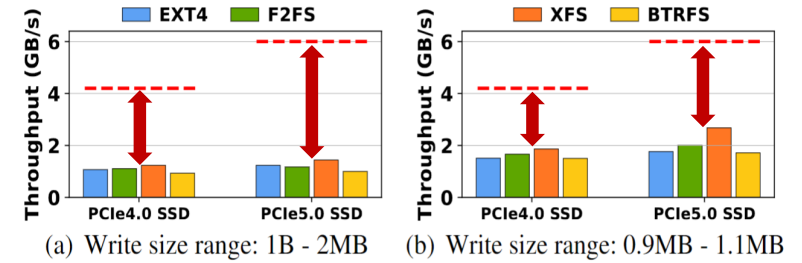 EXT4 F2FS XFS BTRFS
Throughput (GB/s)
6
4
2
0
PCIe4.0 SSD PCIe5.0 SSD
(a) Write size range: 1B - 2MB
Throughput (GB/s)
6
4
2
0
PCIe4.0 SSD PCIe5.0 SSD
(b) Write size range: 0.9MB - 1.1MB